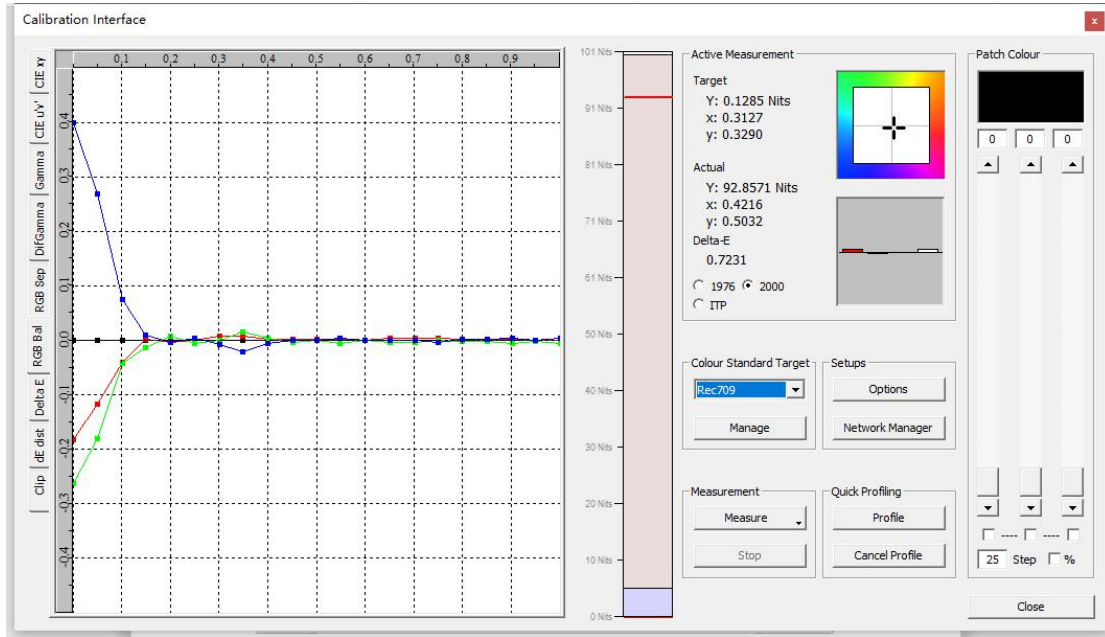 Calibration Interface
x
CIE xy
CIE u'v'
Gamma
DifGamma
RGB Sep
RGB Bal
Delta E
dE dist
Clip
0,1 0,2 0,3 0,4 0,5 0,6 0,7 0,8 0,9
0,4
0,3
0,2
0,1
0,0
-0,1
-0,2
-0,3
-0,4
101 Nits
91 Nits
81 Nits
71 Nits
61 Nits
50 Nits
40 Nits
30 Nits
20 Nits
10 Nits
0 Nits
Active Measurement
Target
Y: 0.1285 Nits
x: 0.3127
y: 0.3290
Actual
Y: 92.8571 Nits
x: 0.4216
y: 0.5032
Delta-E
0.7231
1976 2000
ITP
Colour Standard Target
Rec709
Manage
Setups
Options
Network Manager
Measurement
Measure
Stop
Quick Profiling
Profile
Cancel Profile
Patch Colour
0 0 0
---- ----
25 Step %
Close